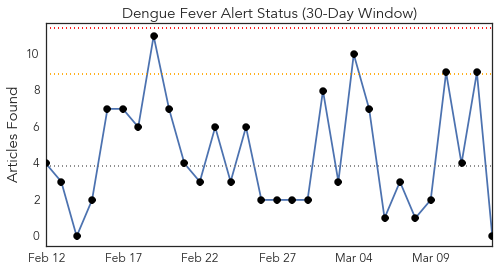 Dengue Fever Alert Status (30-Day Window)
Articles Found
10
8
6
4
2
0
Feb 12
Feb 17
Feb 22
Feb 27
Mar 04
Mar 09